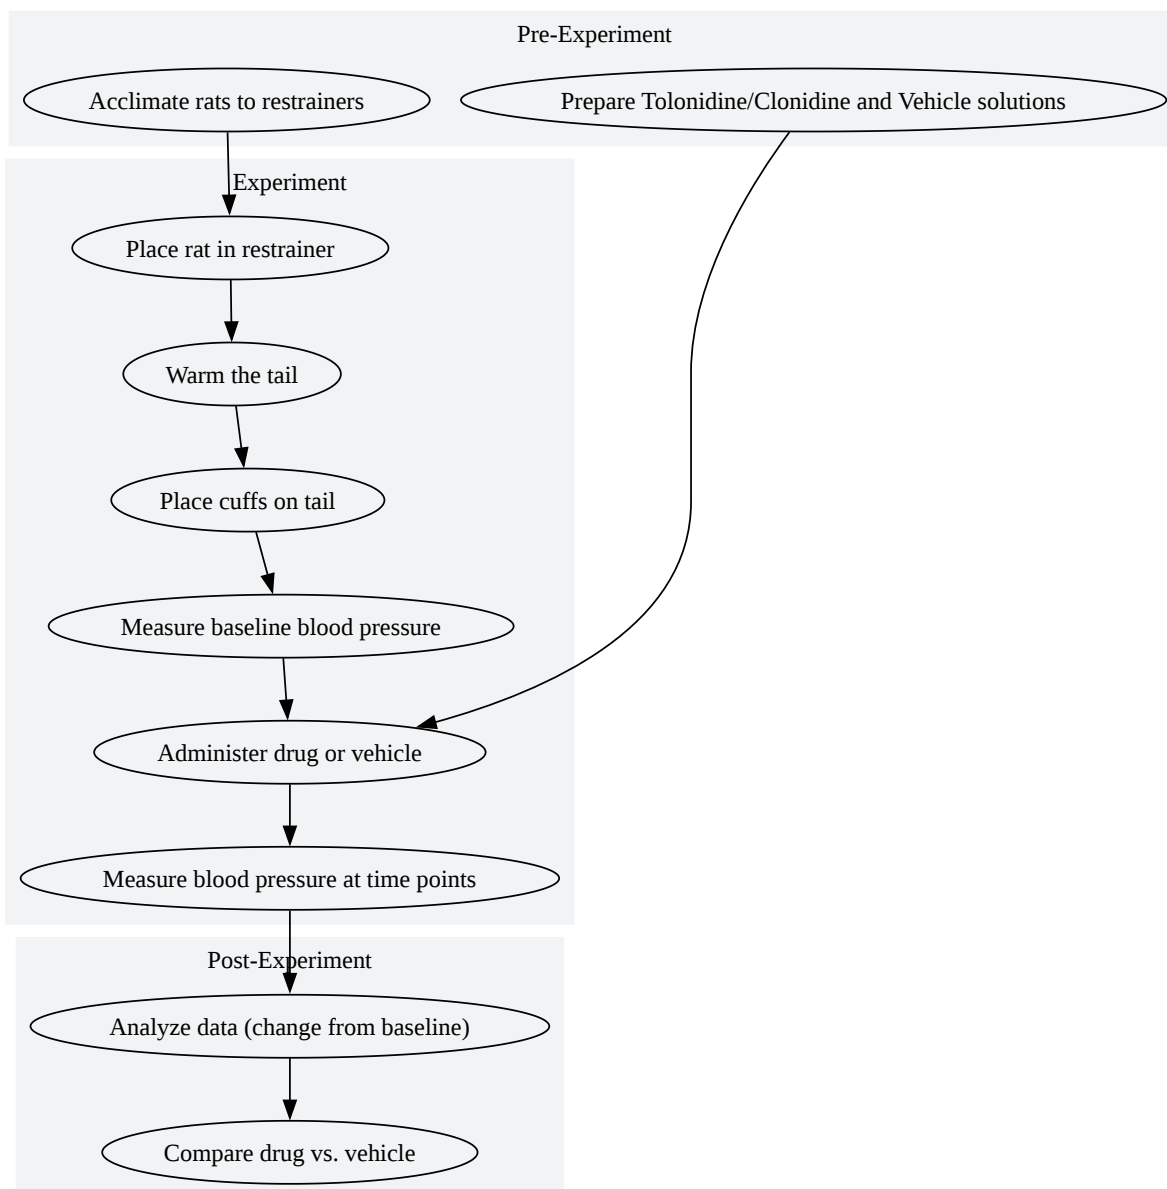 Pre-Experiment
Acclimate rats to restrainers
Prepare Tolonidine/Clonidine and Vehicle solutions
Experiment
Place rat in restrainer
Warm the tail
Place cuffs on tail
Measure baseline blood pressure
Administer drug or vehicle
Measure blood pressure at time points
Post-Experiment
Analyze data (change from baseline)
Compare drug vs. vehicle